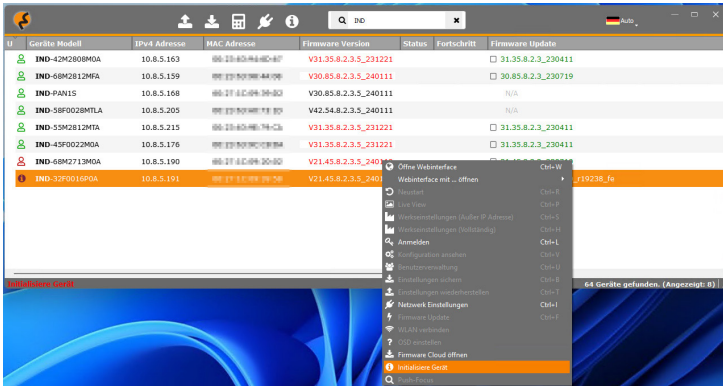 IND
Auto
U Geräte Modell IPv4 Adresse MAC Adresse Firmware Version Status Fortschritt Firmware Update
IND-42M2808M0A 10.8.5.163 V31.35.8.2.3.5_231221 31.35.8.2.3_230411
IND-68M2812MFA 10.8.5.159 V30.85.8.2.3.5_240111 30.85.8.2.3_230719
IND-PAN1S 10.8.5.168 V30.85.8.2.3.5_240111 N/A
IND-58F0028MTLA 10.8.5.205 V42.54.8.2.3.5_240111 N/A
IND-55M2812MTA 10.8.5.215 V31.35.8.2.3.5_231221 31.35.8.2.3_230411
IND-45F0022M0A 10.8.5.176 V31.35.8.2.3.5_231221 31.35.8.2.3_230411
IND-68M2713M0A 10.8.5.190 V21.45.8.2.3.5_240
IND-32F0016P0A 10.8.5.191 V21.45.8.2.3.5_240 _r19238_fe
Öffne Webinterface Ctrl+W
Webinterface mit ... öffnen
Neustart Ctrl+R
Live View Ctrl+P
Werkseinstellungen (Außer IP Adresse) Ctrl+S
Werkseinstellungen (Vollständig) Ctrl+H
Anmelden Ctrl+L
Konfiguration ansehen Ctrl+V
Benutzerverwaltung Ctrl+U
Einstellungen sichern Ctrl+B
Einstellungen wiederherstellen Ctrl+T
Netzwerk Einstellungen Ctrl+I
Firmware Update Ctrl+F
WLAN verbinden
OSD einstellen
Firmware Cloud öffnen
Initialisiere Gerät
Push-Focus
Initialisiere Gerät
64 Geräte gefunden. (Angezeigt: 8)